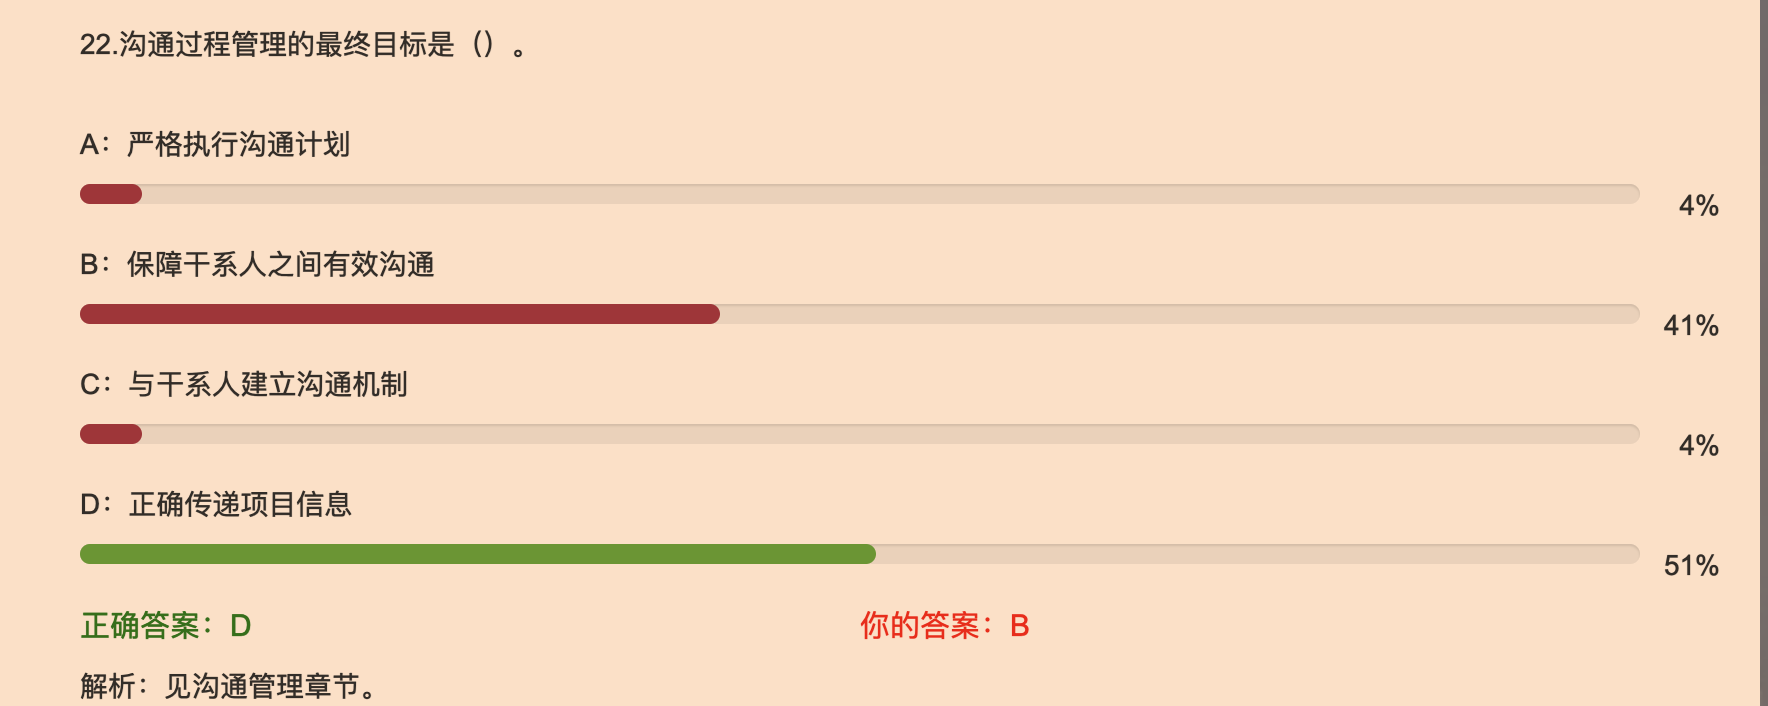 22.沟通过程管理的最终目标是（）。
A：严格执行沟通计划
4%
B：保障干系人之间有效沟通
41%
C：与干系人建立沟通机制
4%
D：正确传递项目信息
51%
正确答案：D
你的答案：B
解析：见沟通管理章节。